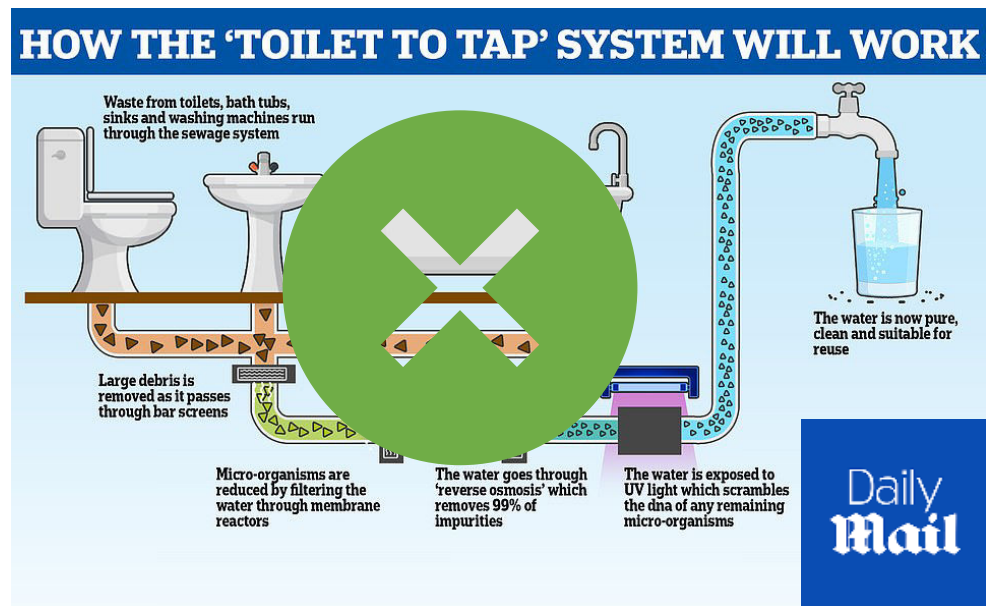 HOW THE ‘TOILET TO TAP’ SYSTEM WILL WORK
Waste from toilets, bath tubs,
sinks and washing machines run
through the sewage system
The water is now pure,
clean and suitable for
reuse
Large debris is
removed as it passes
through bar screens
Micro-organisms are
reduced by filtering the
water through membrane
reactors
The water goes through
‘reverse osmosis’ which
removes 99% of
impurities
The water is exposed to
UV light which scrambles
the dna of any remaining
micro-organisms
Daily
Mail